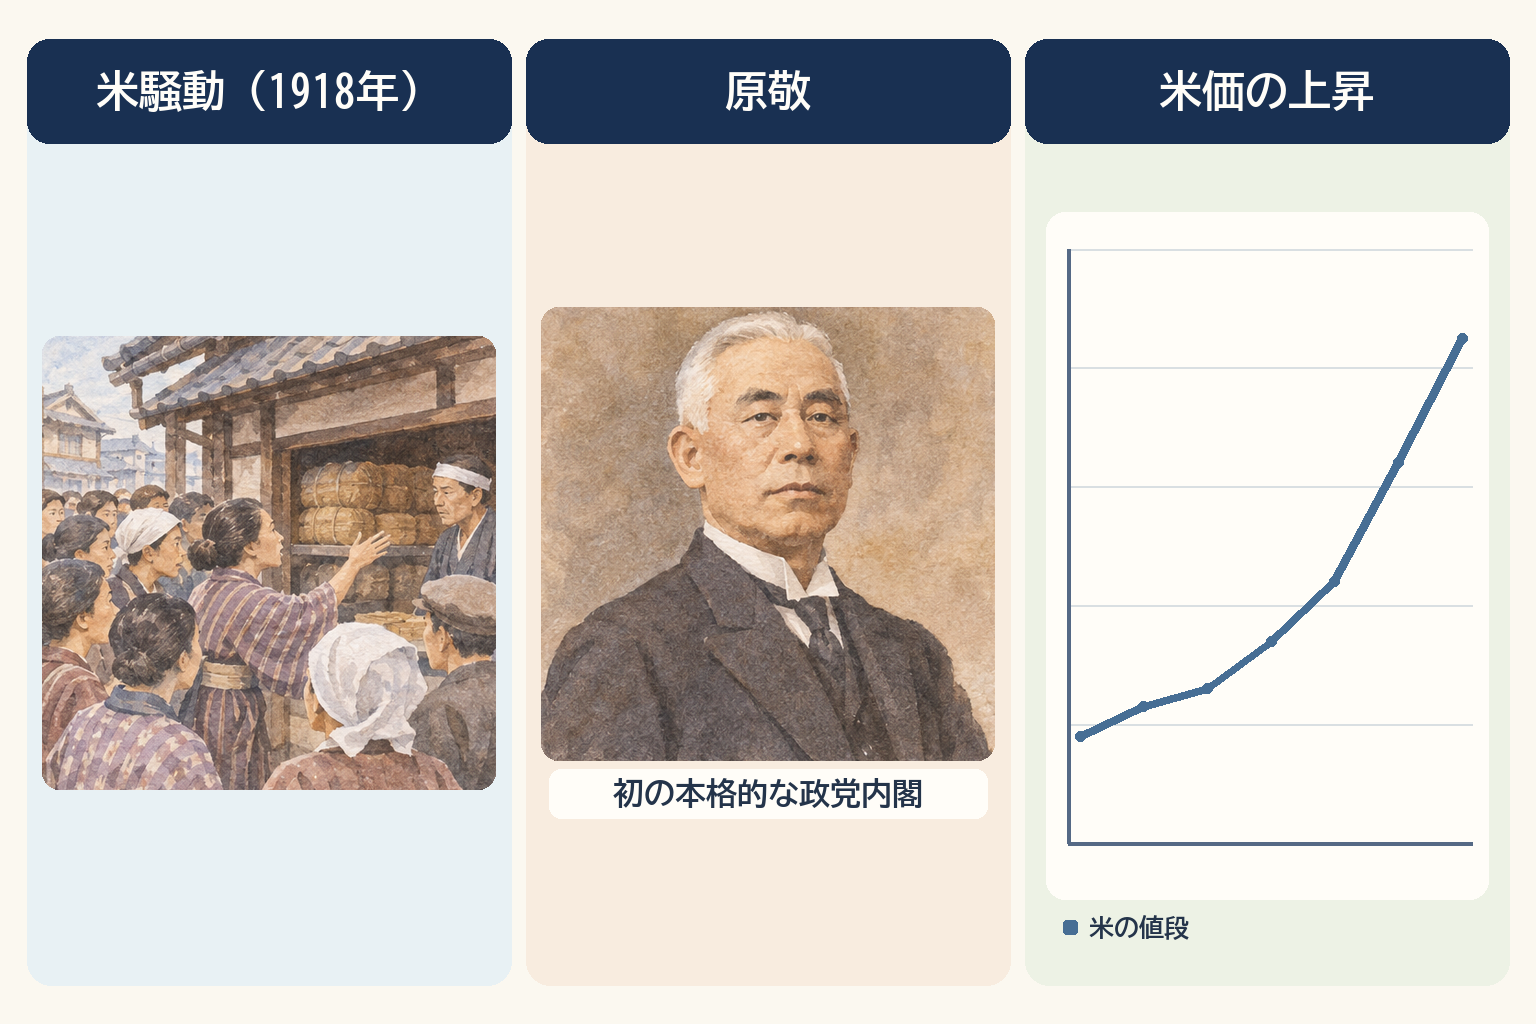 米騒動（1918年）
原敬
米価の上昇
初の本格的な政党内閣
米の値段